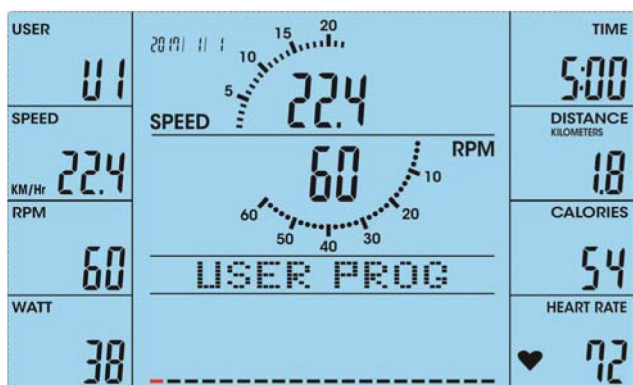 USER
U1
SPEED
KM/Hr 22.4
RPM
60
WATT
38
2017/ 1/ 1
5 10 15 20
SPEED 22.4
60 RPM
10
20
30
40
50
60
USER PROG
TIME
5:00
DISTANCE
KILOMETERS
1.8
CALORIES
54
HEART RATE
72